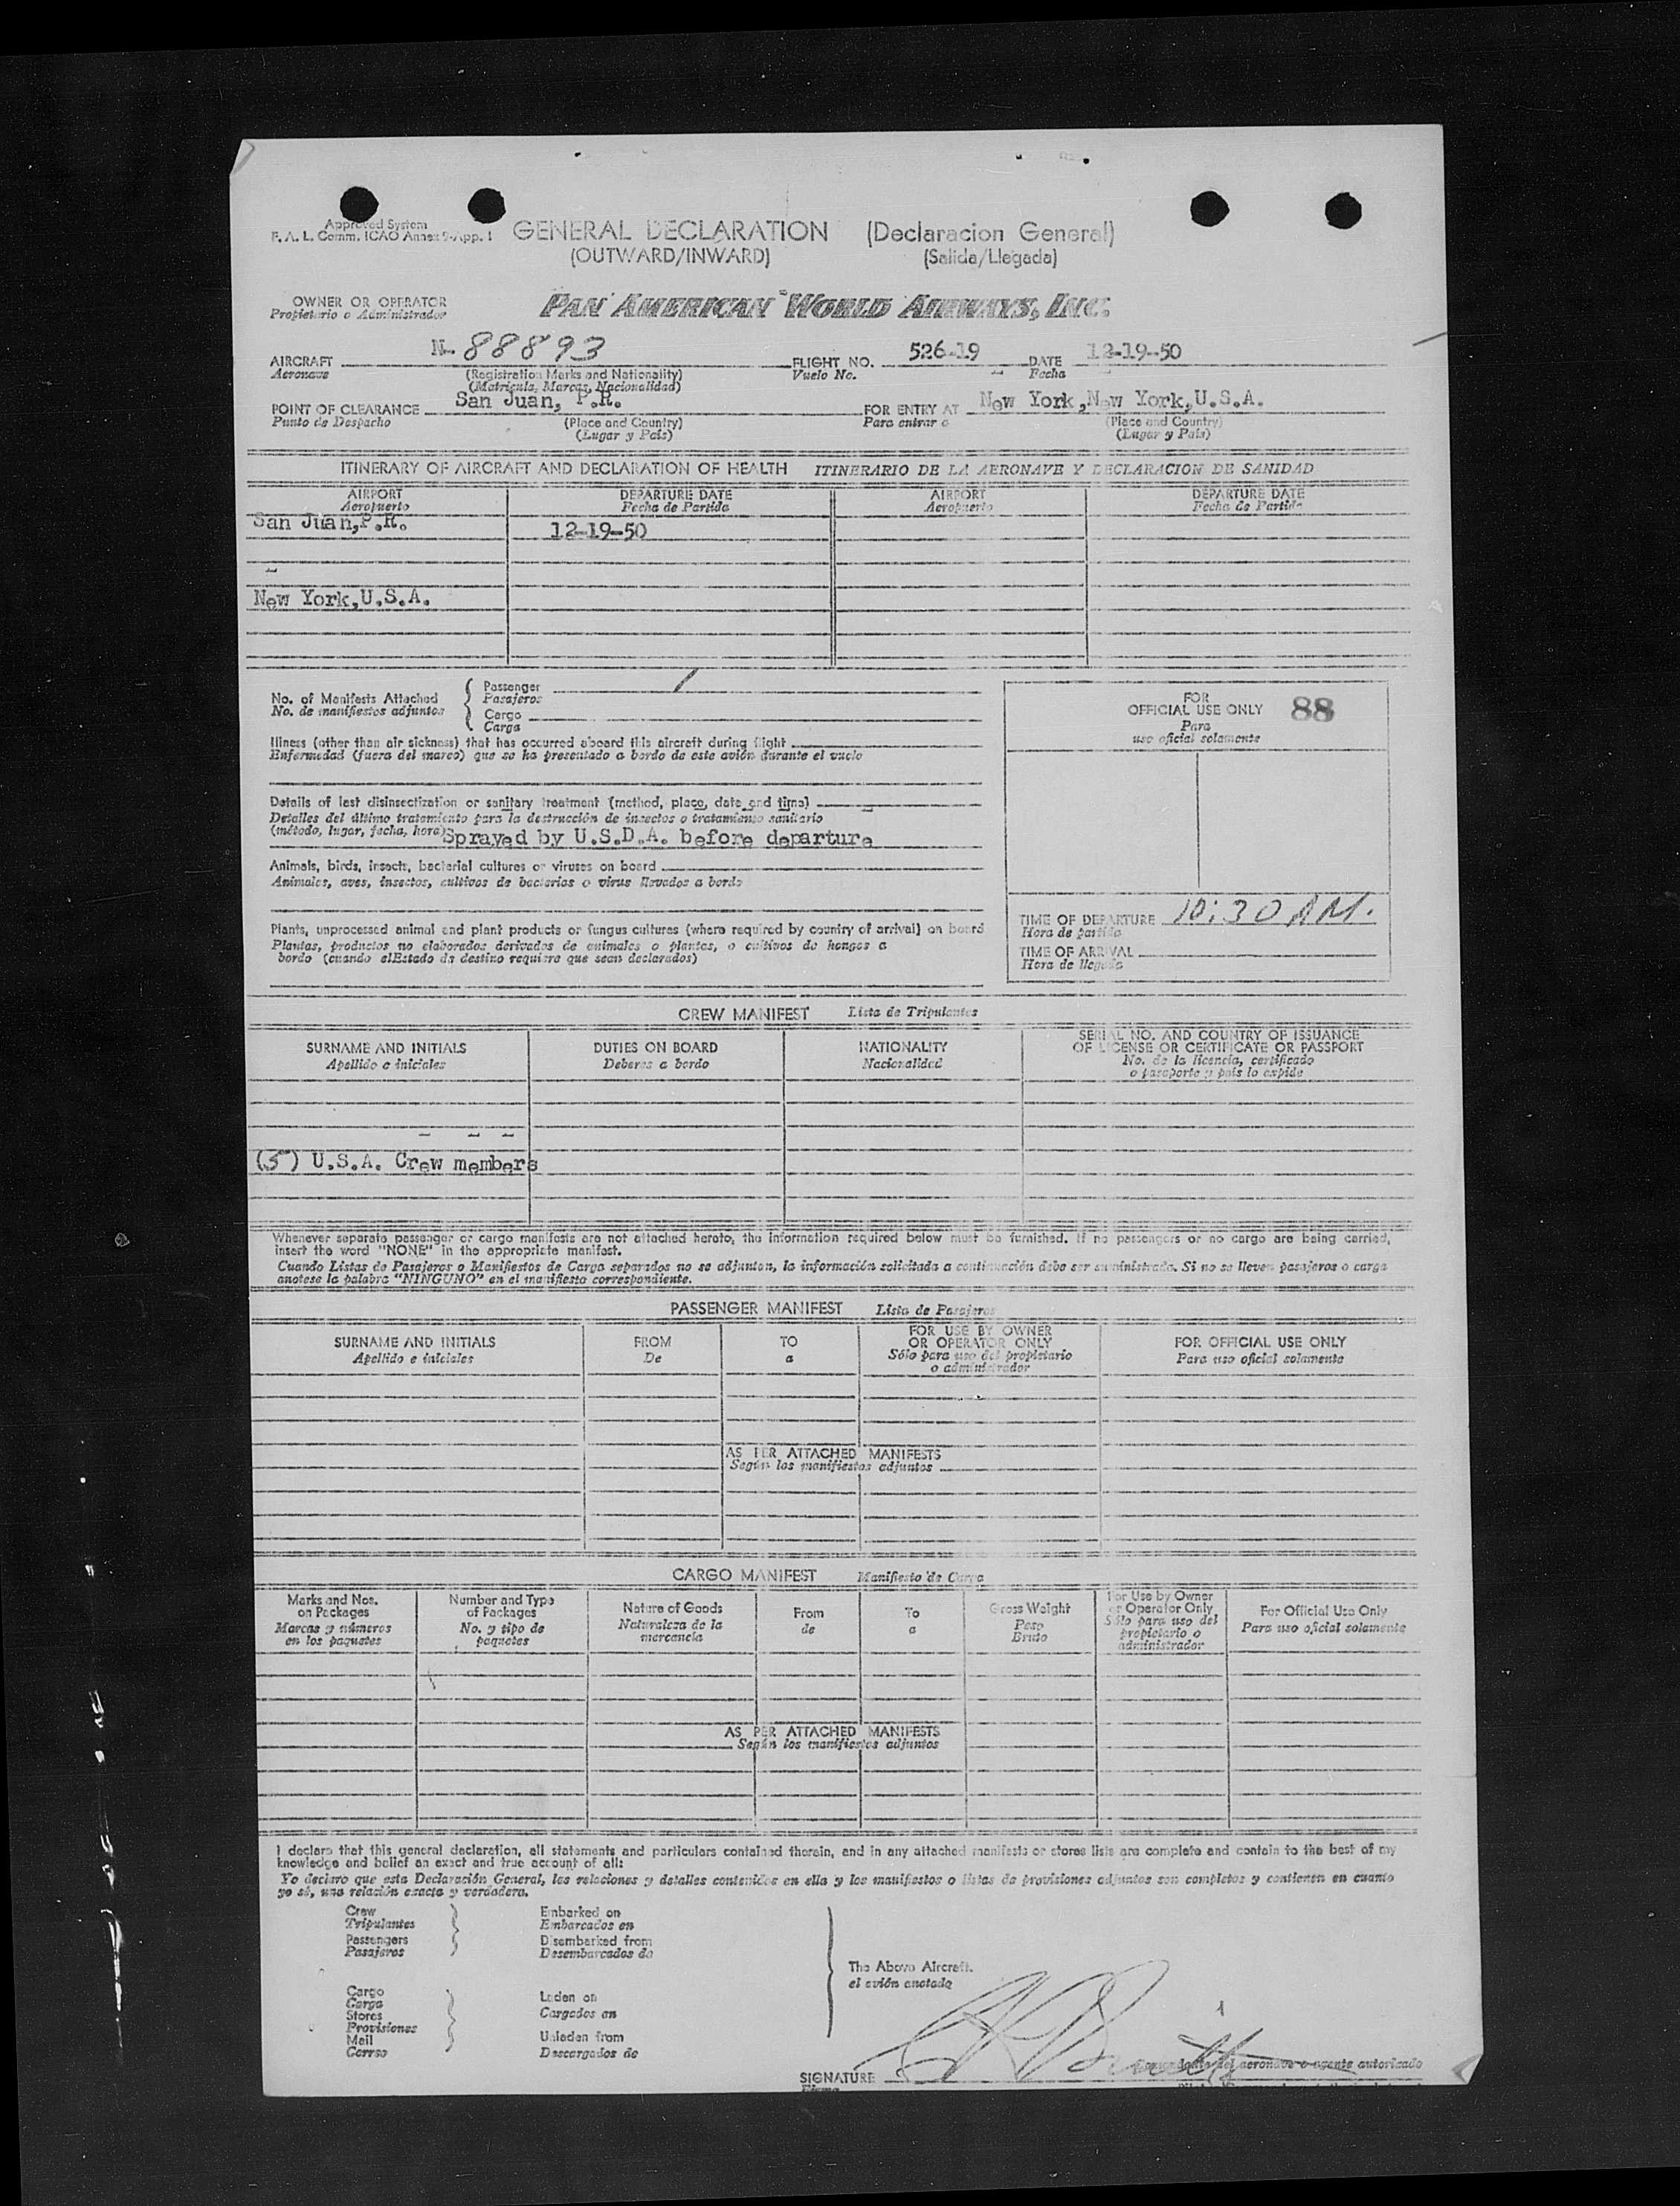 Approved System
F. A. L. Comm. ICAO Annex 9-App. 1
GENERAL DECLARATION (Declaracion General)
(OUTWARD/INWARD) (Salida/Llegada)
OWNER OR OPERATOR
Propietario o Administrador
PAN AMERICAN WORLD AIRWAYS, INC.
AIRCRAFT N- 88893 FLIGHT NO. 526-19 DATE 12-19-50
Aeronave (Registration Marks and Nationality) Vuelo No. Fecha
(Matricula, Marcas, Nacionalidad)
POINT OF CLEARANCE San Juan, P.R. FOR ENTRY AT New York,New York,U.S.A.
Punto de Despacho (Place and Country) Para entrar a (Place and Country)
(Lugar y Pais) (Lugar y Pais)
ITINERARY OF AIRCRAFT AND DECLARATION OF HEALTH ITINERARIO DE LA AERONAVE Y DECLARACION DE SANIDAD
AIRPORT DEPARTURE DATE AIRPORT DEPARTURE DATE
Aeropuerto Fecha de Partida Aeropuerto Fecha de Partida
San Juan,P.R. 12-19-50
New York,U.S.A.
No. of Manifests Attached
No. de manifiestos adjuntos
Passenger /
Pasajeros
Cargo
Carga
FOR
OFFICIAL USE ONLY 88
Para
uso oficial solamente
Illness (other than air sickness) that has occurred aboard this aircraft during flight
Enfermedad (fuera del mareo) que se ha presentado a bordo de este avión durante el vuelo
Details of last disinsectization or sanitary treatment (method, place, date and time)
Detalles del último tratamiento para la destrucción de insectos o tratamiento sanitario
(método, lugar, fecha, hora) Sprayed by U.S.D.A. before departure
Animals, birds, insects, bacterial cultures or viruses on board
Animales, aves, insectos, cultivos de bacterias o virus llevados a bordo
Plants, unprocessed animal and plant products or fungus cultures (where required by country of arrival) on board
Plantas, productos no elaborados derivados de animales o plantas, o cultivos de hongos a
bordo (cuando elEstado de destino requiere que sean declarados)
TIME OF DEPARTURE 10:30 AM.
Hora de partida
TIME OF ARRIVAL
Hora de llegada
CREW MANIFEST Lista de Tripulantes
SURNAME AND INITIALS DUTIES ON BOARD NATIONALITY SERIAL NO. AND COUNTRY OF ISSUANCE
Apellido e iniciales Deberes a bordo Nacionalidad OF LICENSE OR CERTIFICATE OR PASSPORT
No. de la licencia, certificado
o pasaporte y pais lo expide
(5) U.S.A. Crew members
Whenever separate passenger or cargo manifests are not attached hereto, the information required below must be furnished. If no passengers or no cargo are being carried,
insert the word "NONE" in the appropriate manifest.
Cuando Listas de Pasajeros o Manifiestos de Carga separados no se adjunten, la información solicitada a continuación debe ser suministrada. Si no se lleven pasajeros o carga
anotese la palabra "NINGUNO" en el manifiesto correspondiente.
PASSENGER MANIFEST Lista de Pasajeros
SURNAME AND INITIALS FROM TO FOR USE BY OWNER FOR OFFICIAL USE ONLY
Apellido e iniciales De a OR OPERATOR ONLY Para uso oficial solamente
Sólo para uso del propietario
o administrador
AS PER ATTACHED MANIFESTS
Según los manifiestos adjuntos
CARGO MANIFEST Manifiesto de Carga
Marks and Nos. Number and Type Nature of Goods From To Gross Weight For Use by Owner For Official Use Only
on Packages of Packages Naturaleza de la de a Peso or Operator Only Para uso oficial solamente
Marcas y números No. y tipo de mercancia Bruto Sólo para uso del
en los paquetes paquetes propietario o
administrador
AS PER ATTACHED MANIFESTS
Según los manifiestos adjuntos
I declare that this general declaration, all statements and particulars contained therein, and in any attached manifests or stores lists are complete and contain to the best of my
knowledge and belief an exact and true account of all:
Yo declaro que esta Declaración General, las relaciones y detalles contenidos en ella y los manifiestos o listas de provisiones adjuntos son completos y contienen en cuanto
yo sé, una relación exacta y verdadera.
Crew Embarked on
Tripulantes Embarcados en
Passengers Disembarked from
Pasajeros Desembarcados de
The Above Aircraft.
el avión anotado
Cargo Laden on
Carga Cargados en
Stores
Provisiones
Mail Unladen from
Correo Descargados de
SIGNATURE
Firma
Comandante del aeronave o agente autorizado